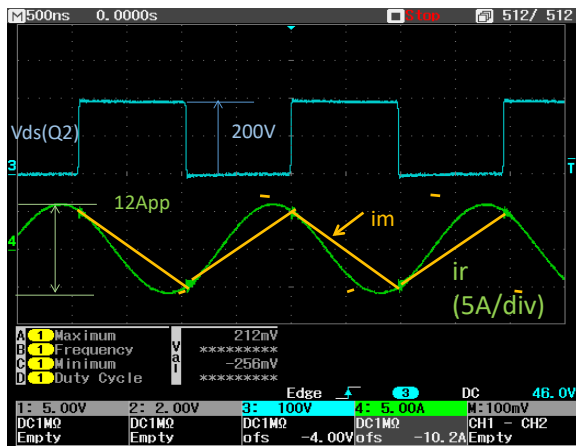 M 500ns 0.0000s Stop 512/ 512
Vds(Q2)
200V
3
T
12App
4
im
ir
(5A/div)
A 1 Maximum 212mV
B 1 Frequency *********
C 1 Minimum -256mV
D 1 Duty Cycle *********
Val
Edge 3 DC 46.0V
1: 5.00V 2: 2.00V 3: 100V 4: 5.00A M:100mV
DC1MΩ DC1MΩ DC1MΩ DC1MΩ CH1 - CH2
Empty Empty ofs -4.00V ofs -10.2A Empty